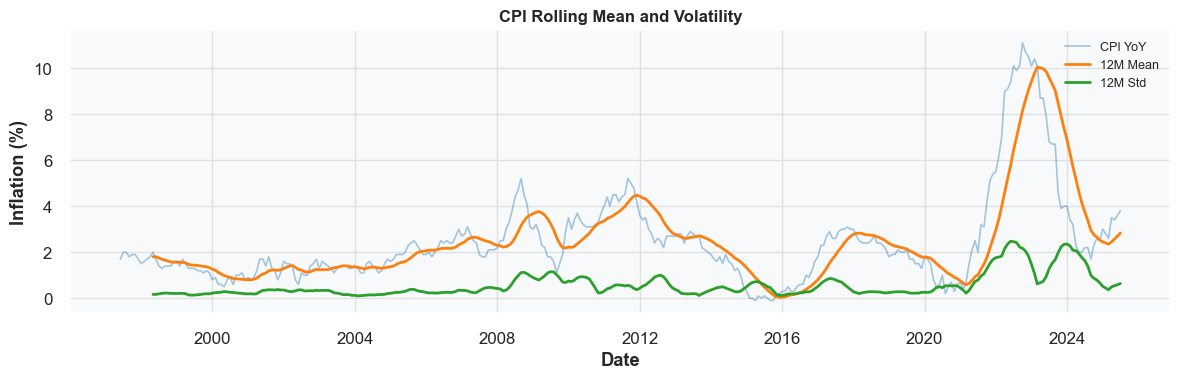 CPI Rolling Mean and Volatility
CPI YoY
12M Mean
12M Std
Inflation (%)
10
8
6
4
2
0
2000
2004
2008
2012
2016
2020
2024
Date